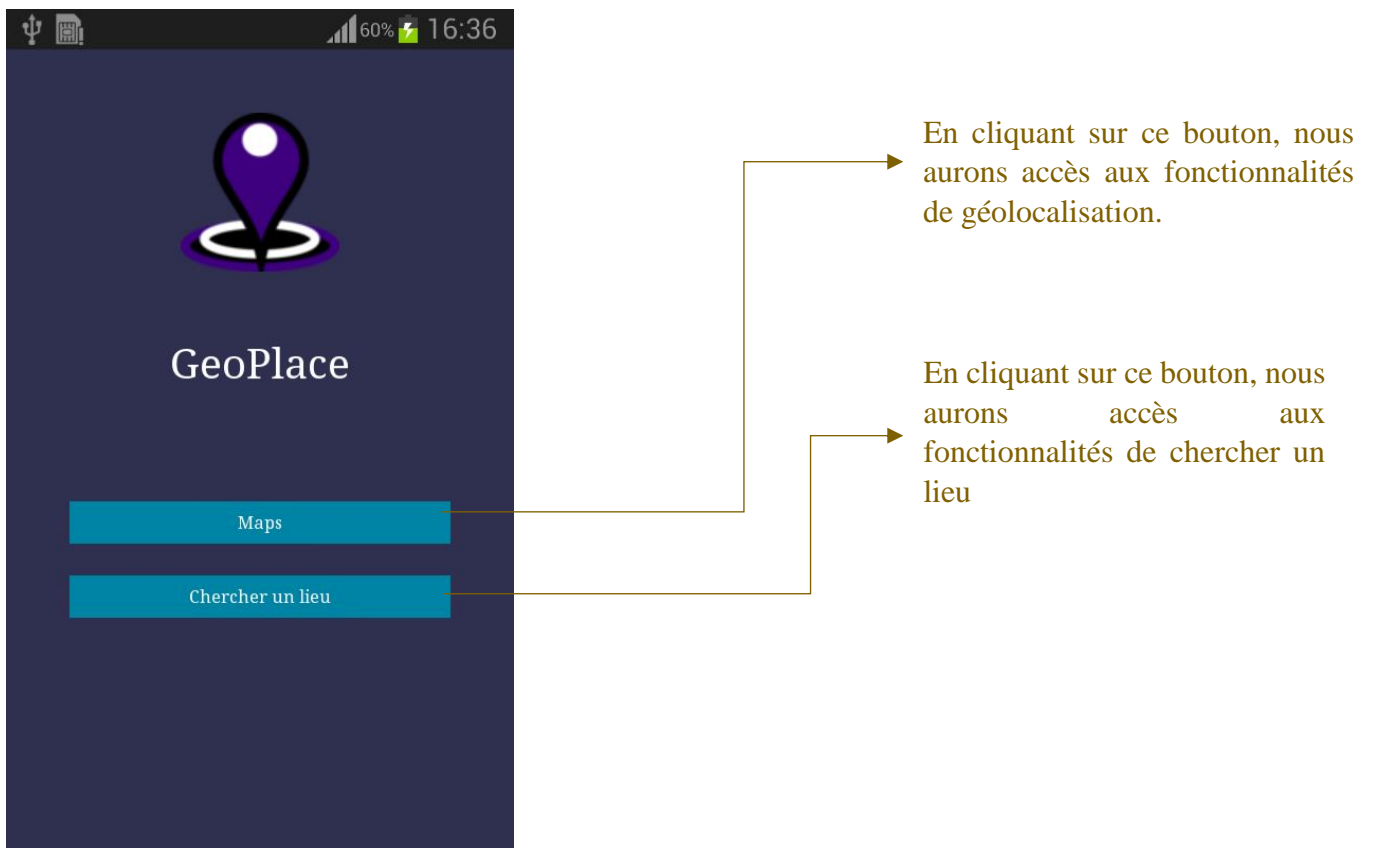 60% 16:36
GeoPlace
Maps
Chercher un lieu
En cliquant sur ce bouton, nous
aurons accès aux fonctionnalités
de géolocalisation.
En cliquant sur ce bouton, nous
aurons accès aux
fonctionnalités de chercher un
lieu